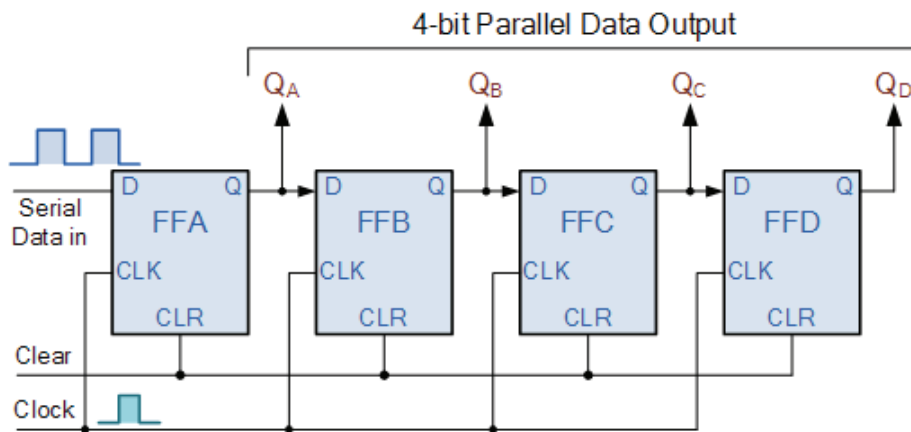 4-bit Parallel Data Output
QA QB QC QD
D Q D Q D Q D Q
Serial
Data in
FFA FFB FFC FFD
CLK CLK CLK CLK
CLR CLR CLR CLR
Clear
Clock